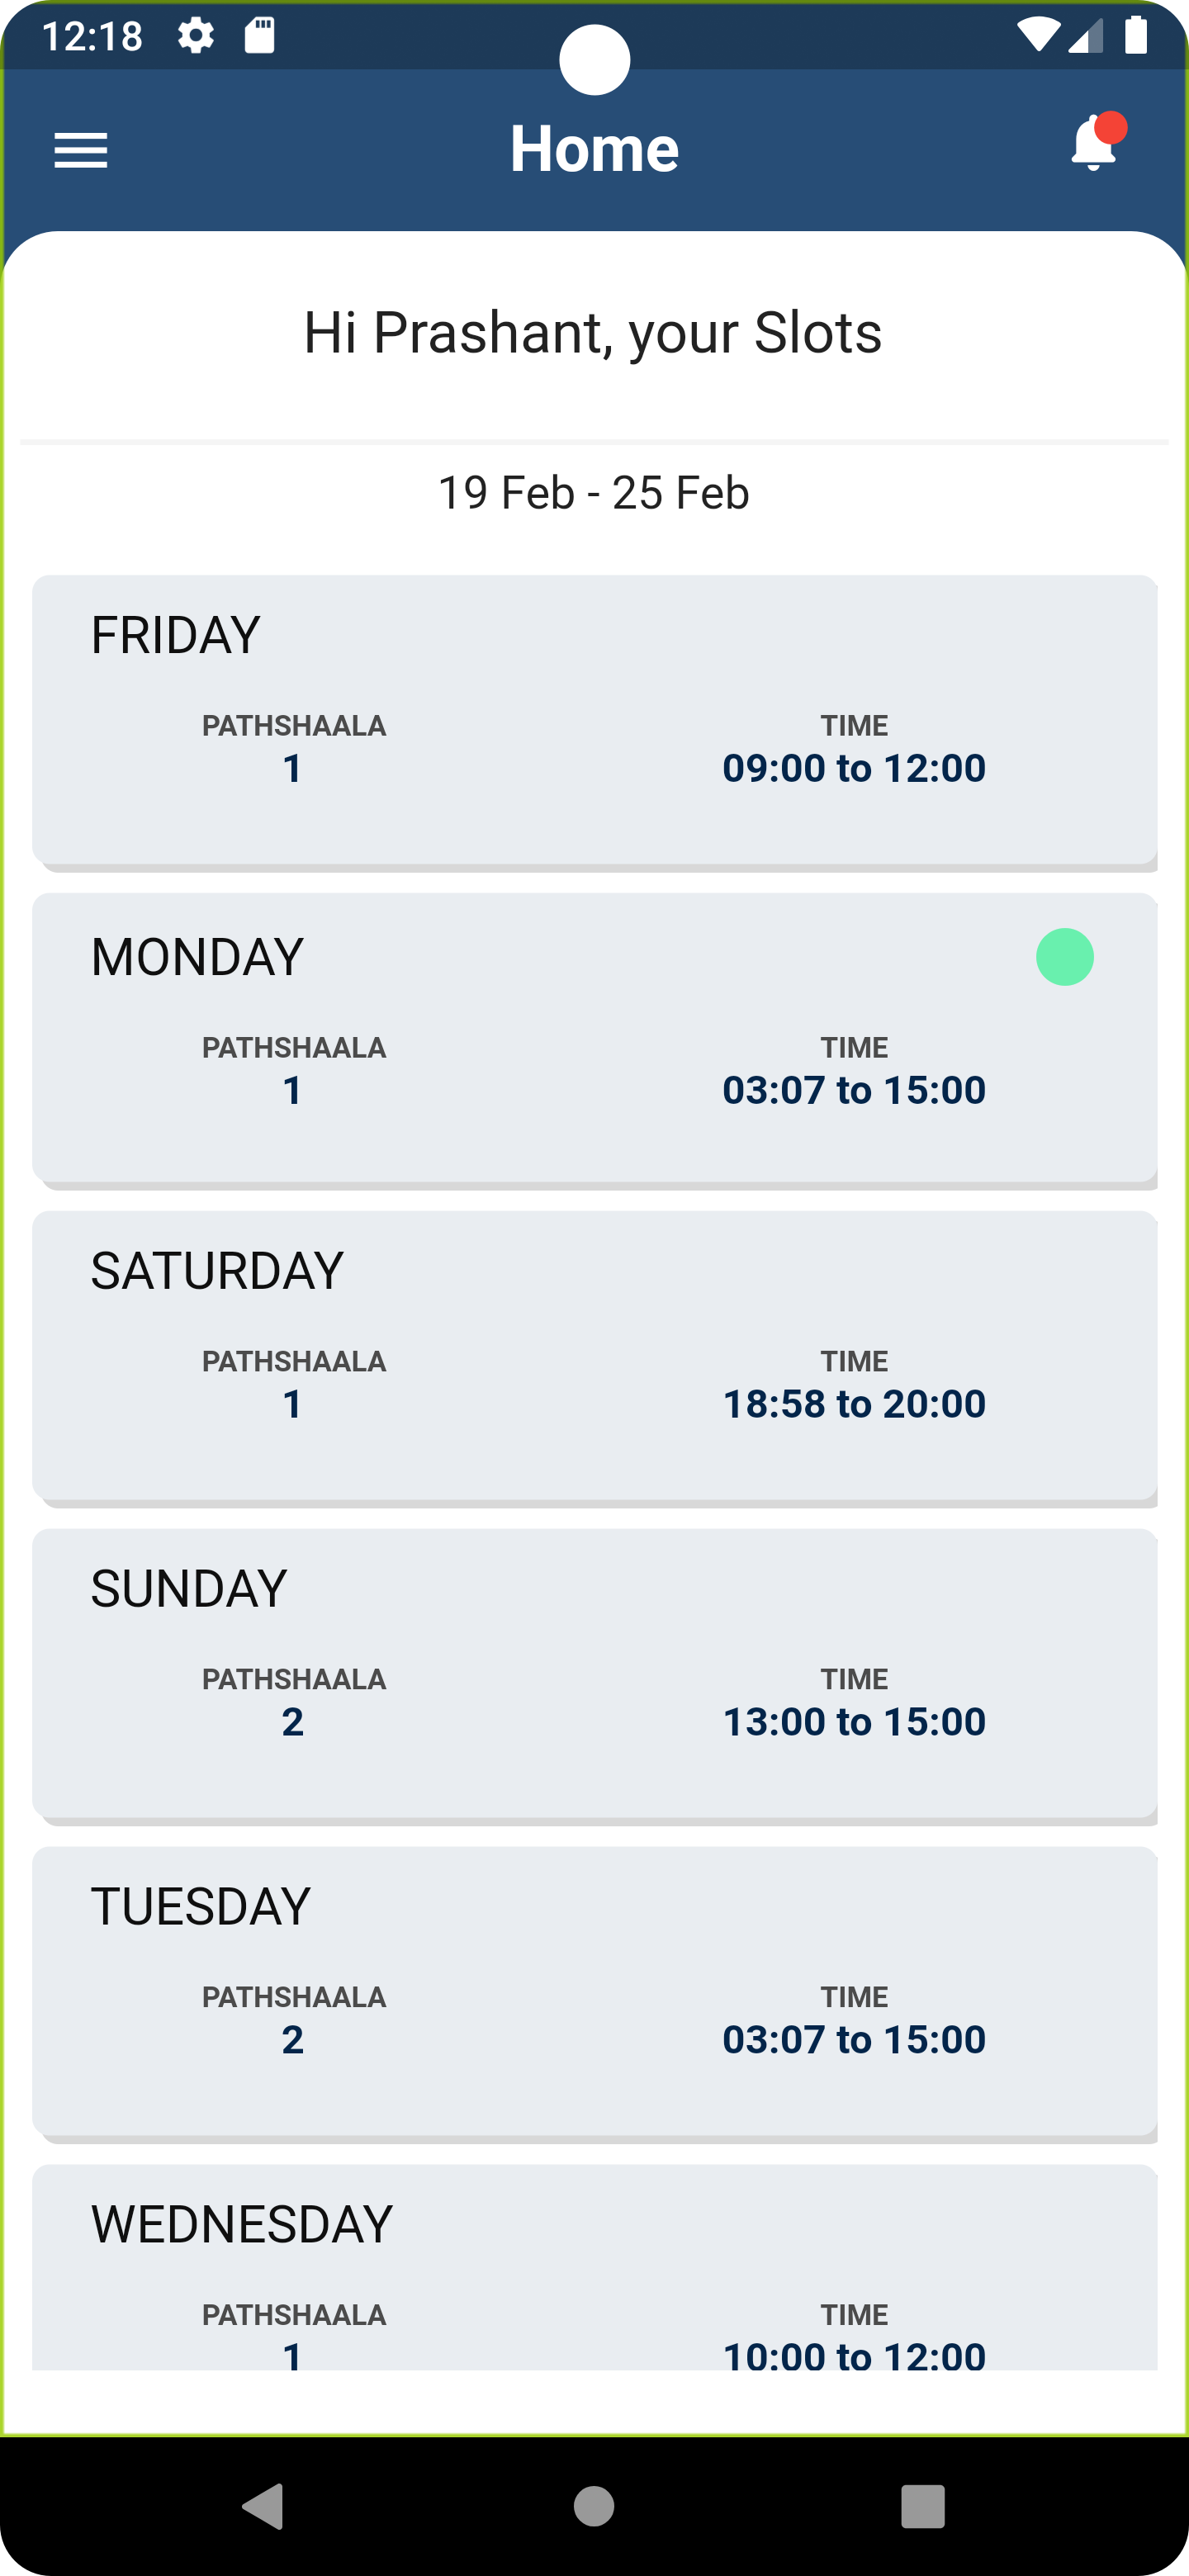 12:18
Home
Hi Prashant, your Slots
19 Feb - 25 Feb
FRIDAY
PATHSHAALA TIME
1 09:00 to 12:00
MONDAY
PATHSHAALA TIME
1 03:07 to 15:00
SATURDAY
PATHSHAALA TIME
1 18:58 to 20:00
SUNDAY
PATHSHAALA TIME
2 13:00 to 15:00
TUESDAY
PATHSHAALA TIME
2 03:07 to 15:00
WEDNESDAY
PATHSHAALA TIME
1 10:00 to 12:00